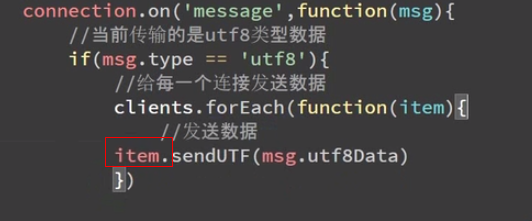 connection.on('message',function(msg){
//当前传输的是utf8类型数据
if(msg.type == 'utf8'){
//给每一个连接发送数据
clients.forEach(function(item){
//发送数据
item.sendUTF(msg.utf8Data)
})